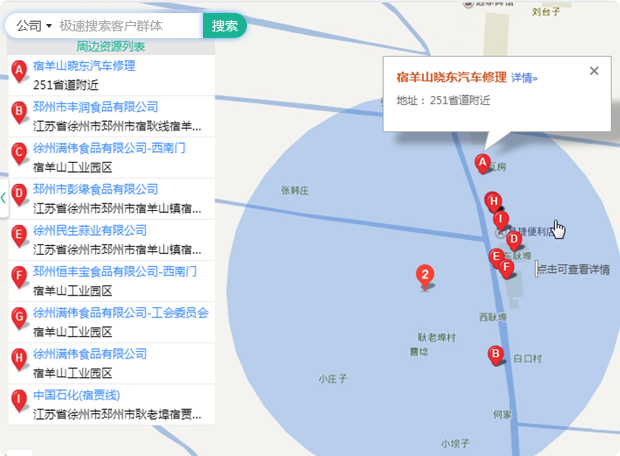 刘台子
公司 极速搜索客户群体 搜索
周边资源列表
A 宿羊山晓东汽车修理
251省道附近
B 邳州市丰润食品有限公司
江苏省徐州市邳州市宿耿线宿羊...
C 徐州满伟食品有限公司-西南门
宿羊山工业园区
D 邳州市彭缘食品有限公司
江苏省徐州市邳州市宿羊山镇宿...
E 徐州民生蒜业有限公司
江苏省徐州市邳州市宿羊山镇宿...
F 邳州恒丰宝食品有限公司-西南门
宿羊山工业园区
G 徐州满伟食品有限公司-工会委员会
宿羊山工业园区
H 徐州满伟食品有限公司
宿羊山工业园区
I 中国石化(宿贾线)
江苏省徐州市邳州市耿老埠宿贾...
宿羊山晓东汽车修理 详情»
地址： 251省道附近
A
房
张韩庄
H
I
捷便利店
D
东耿埠
E
F
点击可查看详情
2
西耿埠
耿老埠村
曹埝
B
白口村
小庄子
何家
小坝子